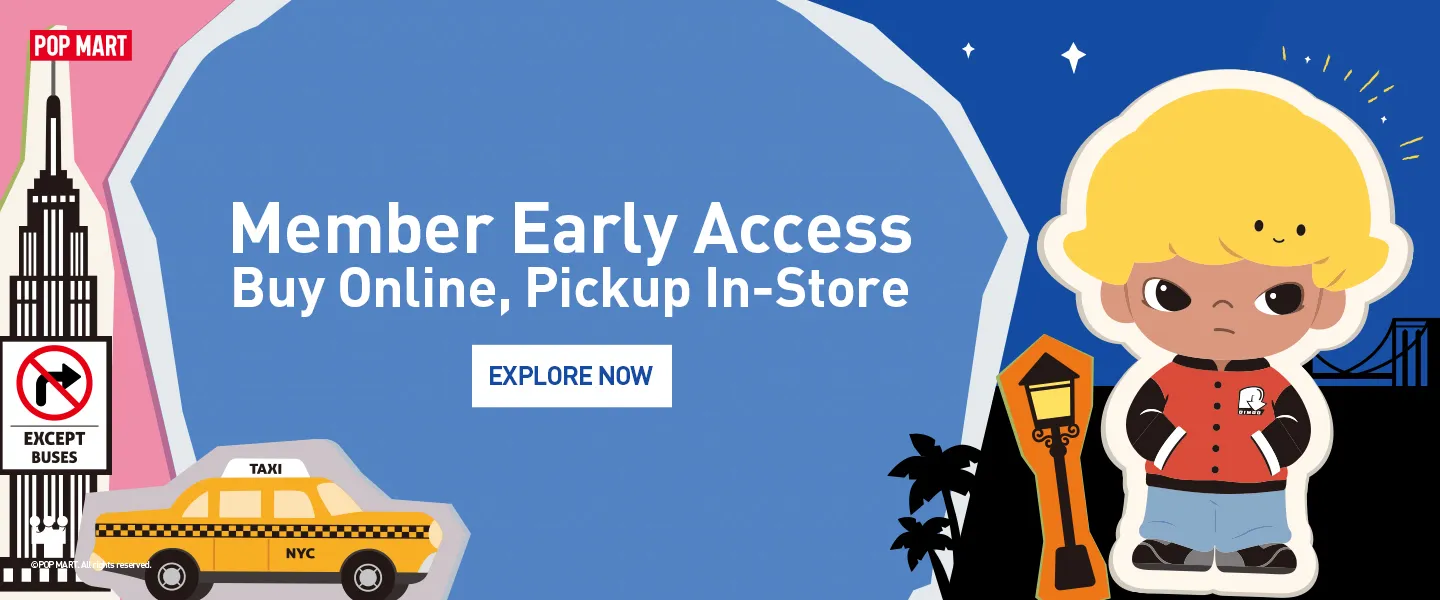 POP MART
Member Early Access
Buy Online, Pickup In-Store
EXPLORE NOW
EXCEPT
BUSES
TAXI
NYC
DIMOO
©POP MART. All rights reserved.